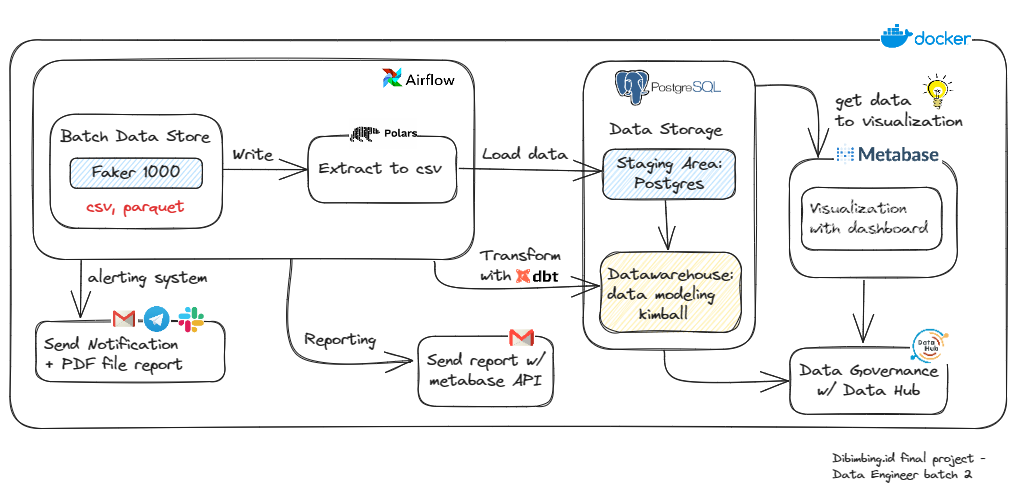 docker
Airflow
Batch Data Store
Faker 1000
csv, parquet
Write
Polars
Extract to csv
Load data
PostgreSQL
Data Storage
Staging Area:
Postgres
Transform
with dbt
Datawarehouse:
data modeling
kimball
get data
to visualization
Metabase
Visualization
with dashboard
alerting system
Send Notification
+ PDF file report
Reporting
Send report w/
metabase API
Data
Hub
Data Governance
w/ Data Hub
Dibimbing.id final project -
Data Engineer batch 2